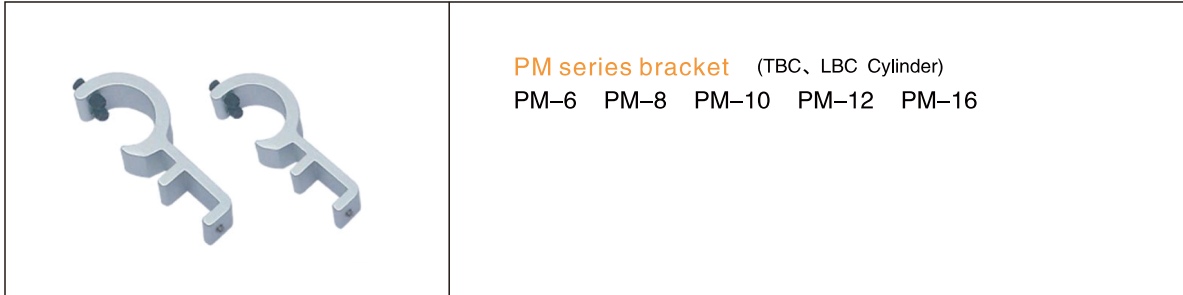 PM series bracket (TBC、LBC Cylinder)
PM–6 PM–8 PM–10 PM–12 PM–16